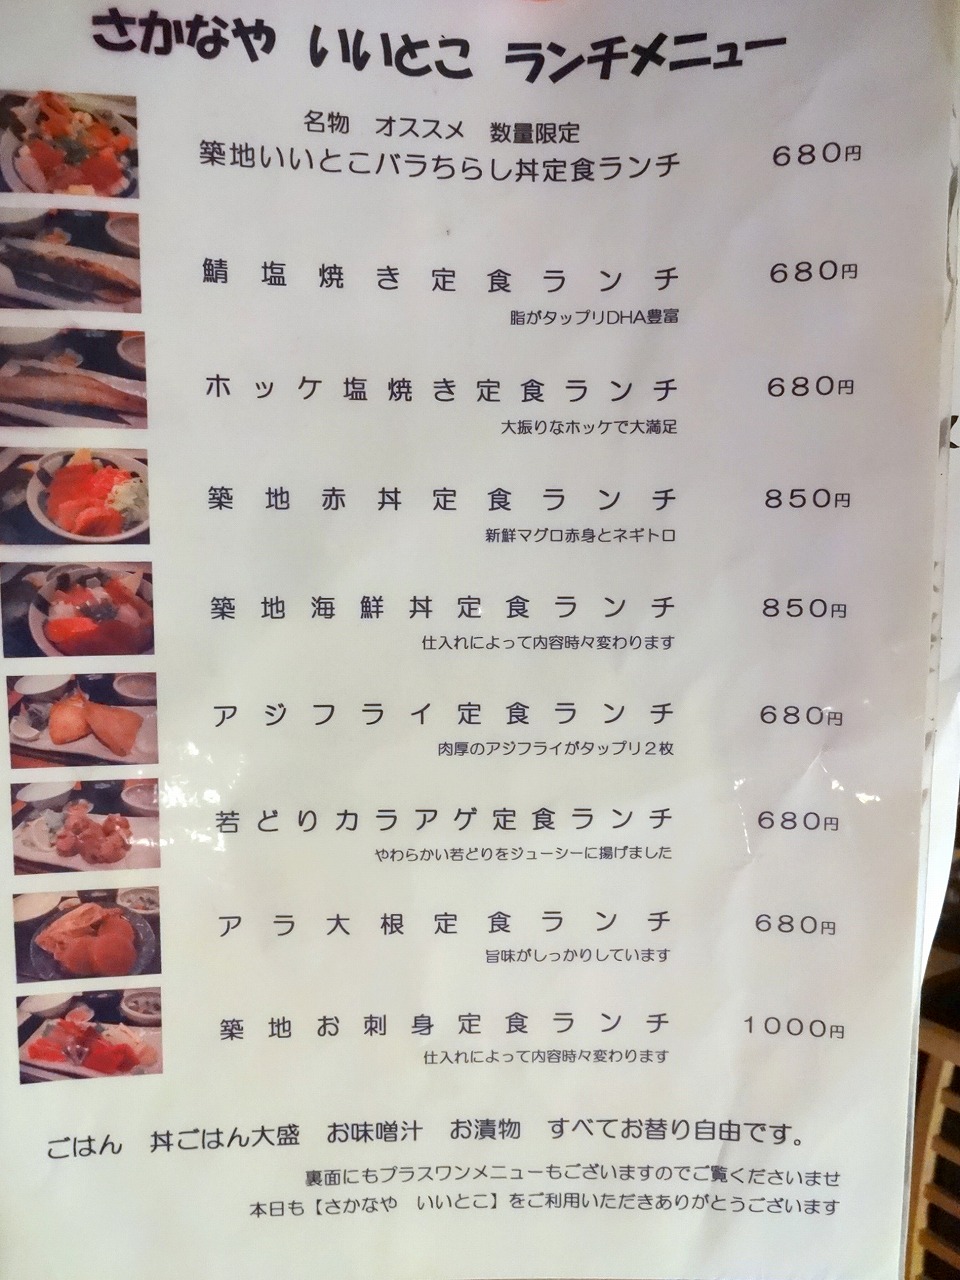 さかなや いいとこ ランチメニュー
名物 オススメ 数量限定
築地いいとこバラちらし丼定食ランチ 680円
鯖塩焼き定食ランチ 680円
脂がタップリDHA豊富
ホッケ塩焼き定食ランチ 680円
大振りなホッケで大満足
築地赤丼定食ランチ 850円
新鮮マグロ赤身とネギトロ
築地海鮮丼定食ランチ 850円
仕入れによって内容時々変わります
アジフライ定食ランチ 680円
肉厚のアジフライがタップリ2枚
若どりカラアゲ定食ランチ 680円
やわらかい若どりをジューシーに揚げました
アラ大根定食ランチ 680円
旨味がしっかりしています
築地お刺身定食ランチ 1000円
仕入れによって内容時々変わります
ごはん 丼ごはん大盛 お味噌汁 お漬物 すべてお替り自由です。
裏面にもプラスワンメニューもございますのでご覧くださいませ
本日も【さかなや いいとこ】をご利用いただきありがとうございます